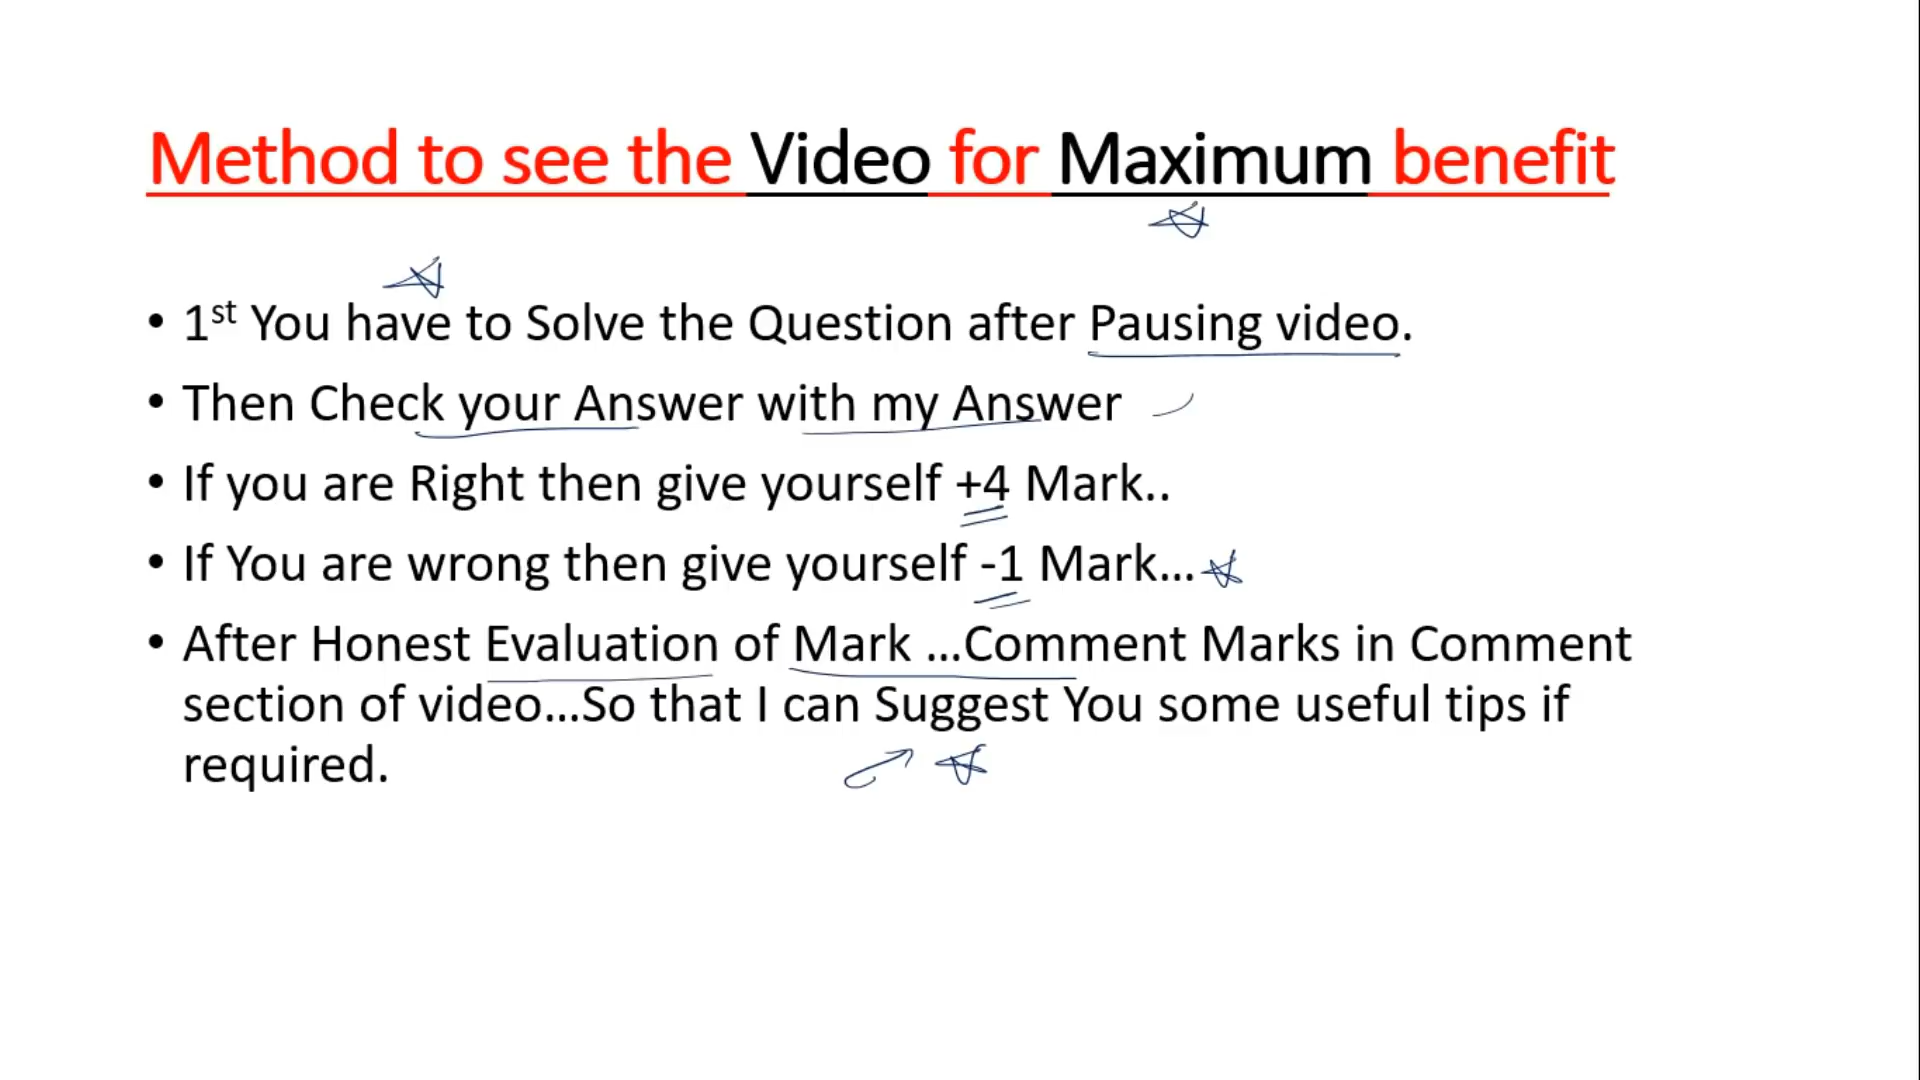 Method to see the Video for Maximum benefit
• 1st You have to Solve the Question after Pausing video.
• Then Check your Answer with my Answer
• If you are Right then give yourself +4 Mark..
• If You are wrong then give yourself -1 Mark...
• After Honest Evaluation of Mark ...Comment Marks in Comment
section of video...So that I can Suggest You some useful tips if
required.